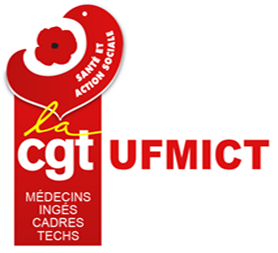 SANTÉ ET
ACTION SOCIALE
la
cgt UFMICT
MÉDECINS
INGÉS
CADRES
TECHS